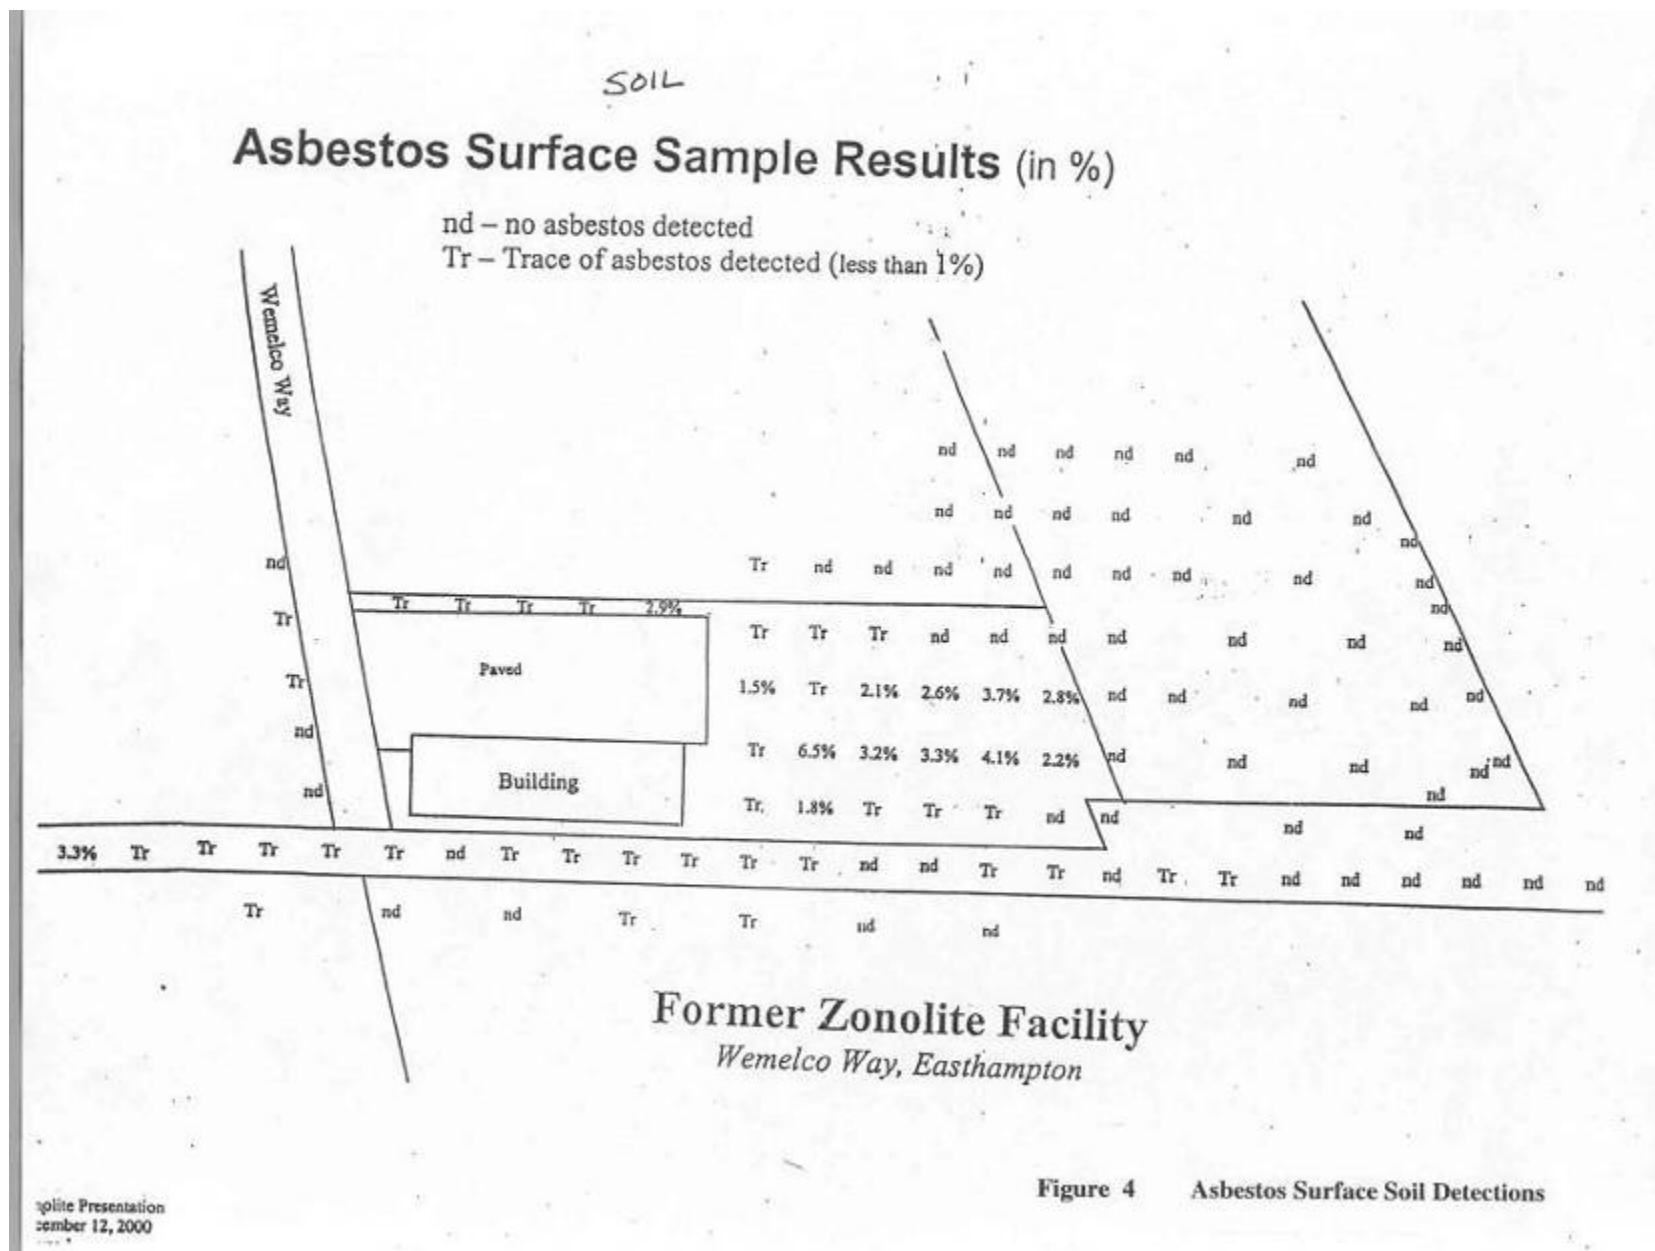 SOIL
Asbestos Surface Sample Results (in %)
nd – no asbestos detected
Tr – Trace of asbestos detected (less than 1%)
Wemelco Way
nd nd nd nd nd nd
nd nd nd nd nd nd
nd
nd Tr nd nd nd nd nd nd nd nd nd
Tr Tr Tr Tr 2.9% nd
Tr Tr Tr Tr nd nd nd nd nd nd nd
Paved
Tr 1.5% Tr 2.1% 2.6% 3.7% 2.8% nd nd nd nd nd
nd Tr 6.5% 3.2% 3.3% 4.1% 2.2% nd nd nd nd nd
Building
nd Tr. 1.8% Tr Tr Tr nd nd nd
nd nd
3.3% Tr Tr Tr Tr Tr nd Tr Tr Tr Tr Tr Tr nd nd Tr Tr nd Tr Tr nd nd nd nd nd nd
Tr nd nd Tr Tr nd nd
Former Zonolite Facility
Wemelco Way, Easthampton
Figure 4 Asbestos Surface Soil Detections
olite Presentation
cember 12, 2000